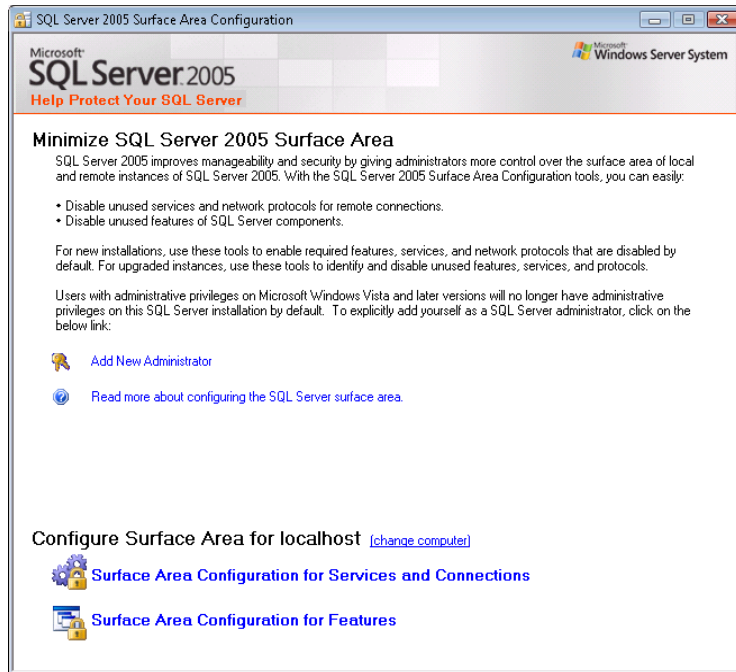 SQL Server 2005 Surface Area Configuration
Microsoft
SQL Server 2005
Help Protect Your SQL Server
Microsoft
Windows Server System
Minimize SQL Server 2005 Surface Area
SQL Server 2005 improves manageability and security by giving administrators more control over the surface area of local
and remote instances of SQL Server 2005. With the SQL Server 2005 Surface Area Configuration tools, you can easily:
• Disable unused services and network protocols for remote connections.
• Disable unused features of SQL Server components.
For new installations, use these tools to enable required features, services, and network protocols that are disabled by
default. For upgraded instances, use these tools to identify and disable unused features, services, and protocols.
Users with administrative privileges on Microsoft Windows Vista and later versions will no longer have administrative
privileges on this SQL Server installation by default. To explicitly add yourself as a SQL Server administrator, click on the
below link:
Add New Administrator
Read more about configuring the SQL Server surface area.
Configure Surface Area for localhost (change computer)
Surface Area Configuration for Services and Connections
Surface Area Configuration for Features